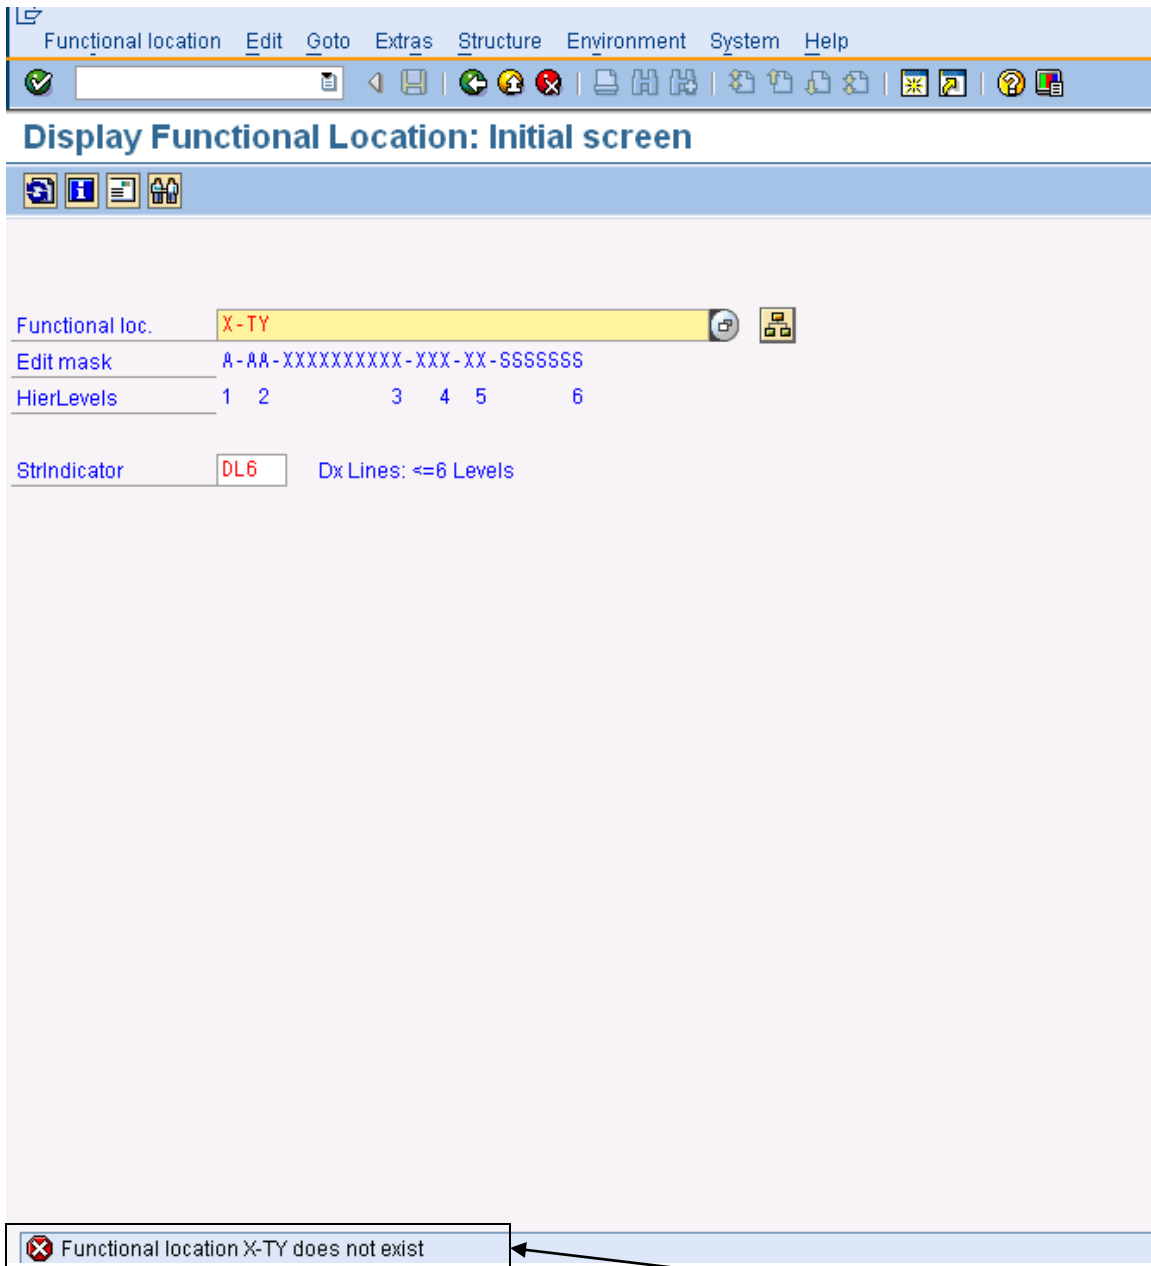 Functional location Edit Goto Extras Structure Environment System Help
Display Functional Location: Initial screen
Functional loc. X-TY
Edit mask A-AA-XXXXXXXXXX-XXX-XX-SSSSSSS
HierLevels 1 2 3 4 5 6
StrIndicator DL6 Dx Lines: <=6 Levels
Functional location X-TY does not exist